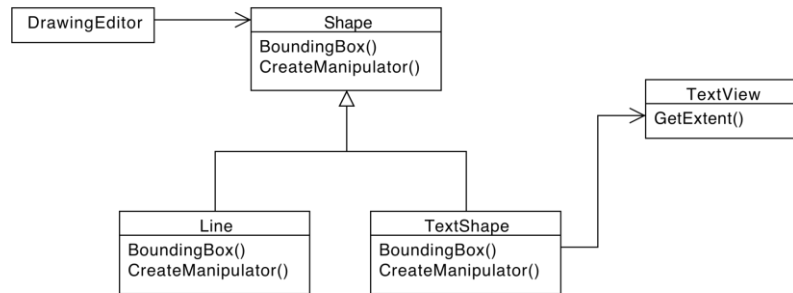 DrawingEditor
Shape
BoundingBox()
CreateManipulator()
TextView
GetExtent()
Line
BoundingBox()
CreateManipulator()
TextShape
BoundingBox()
CreateManipulator()